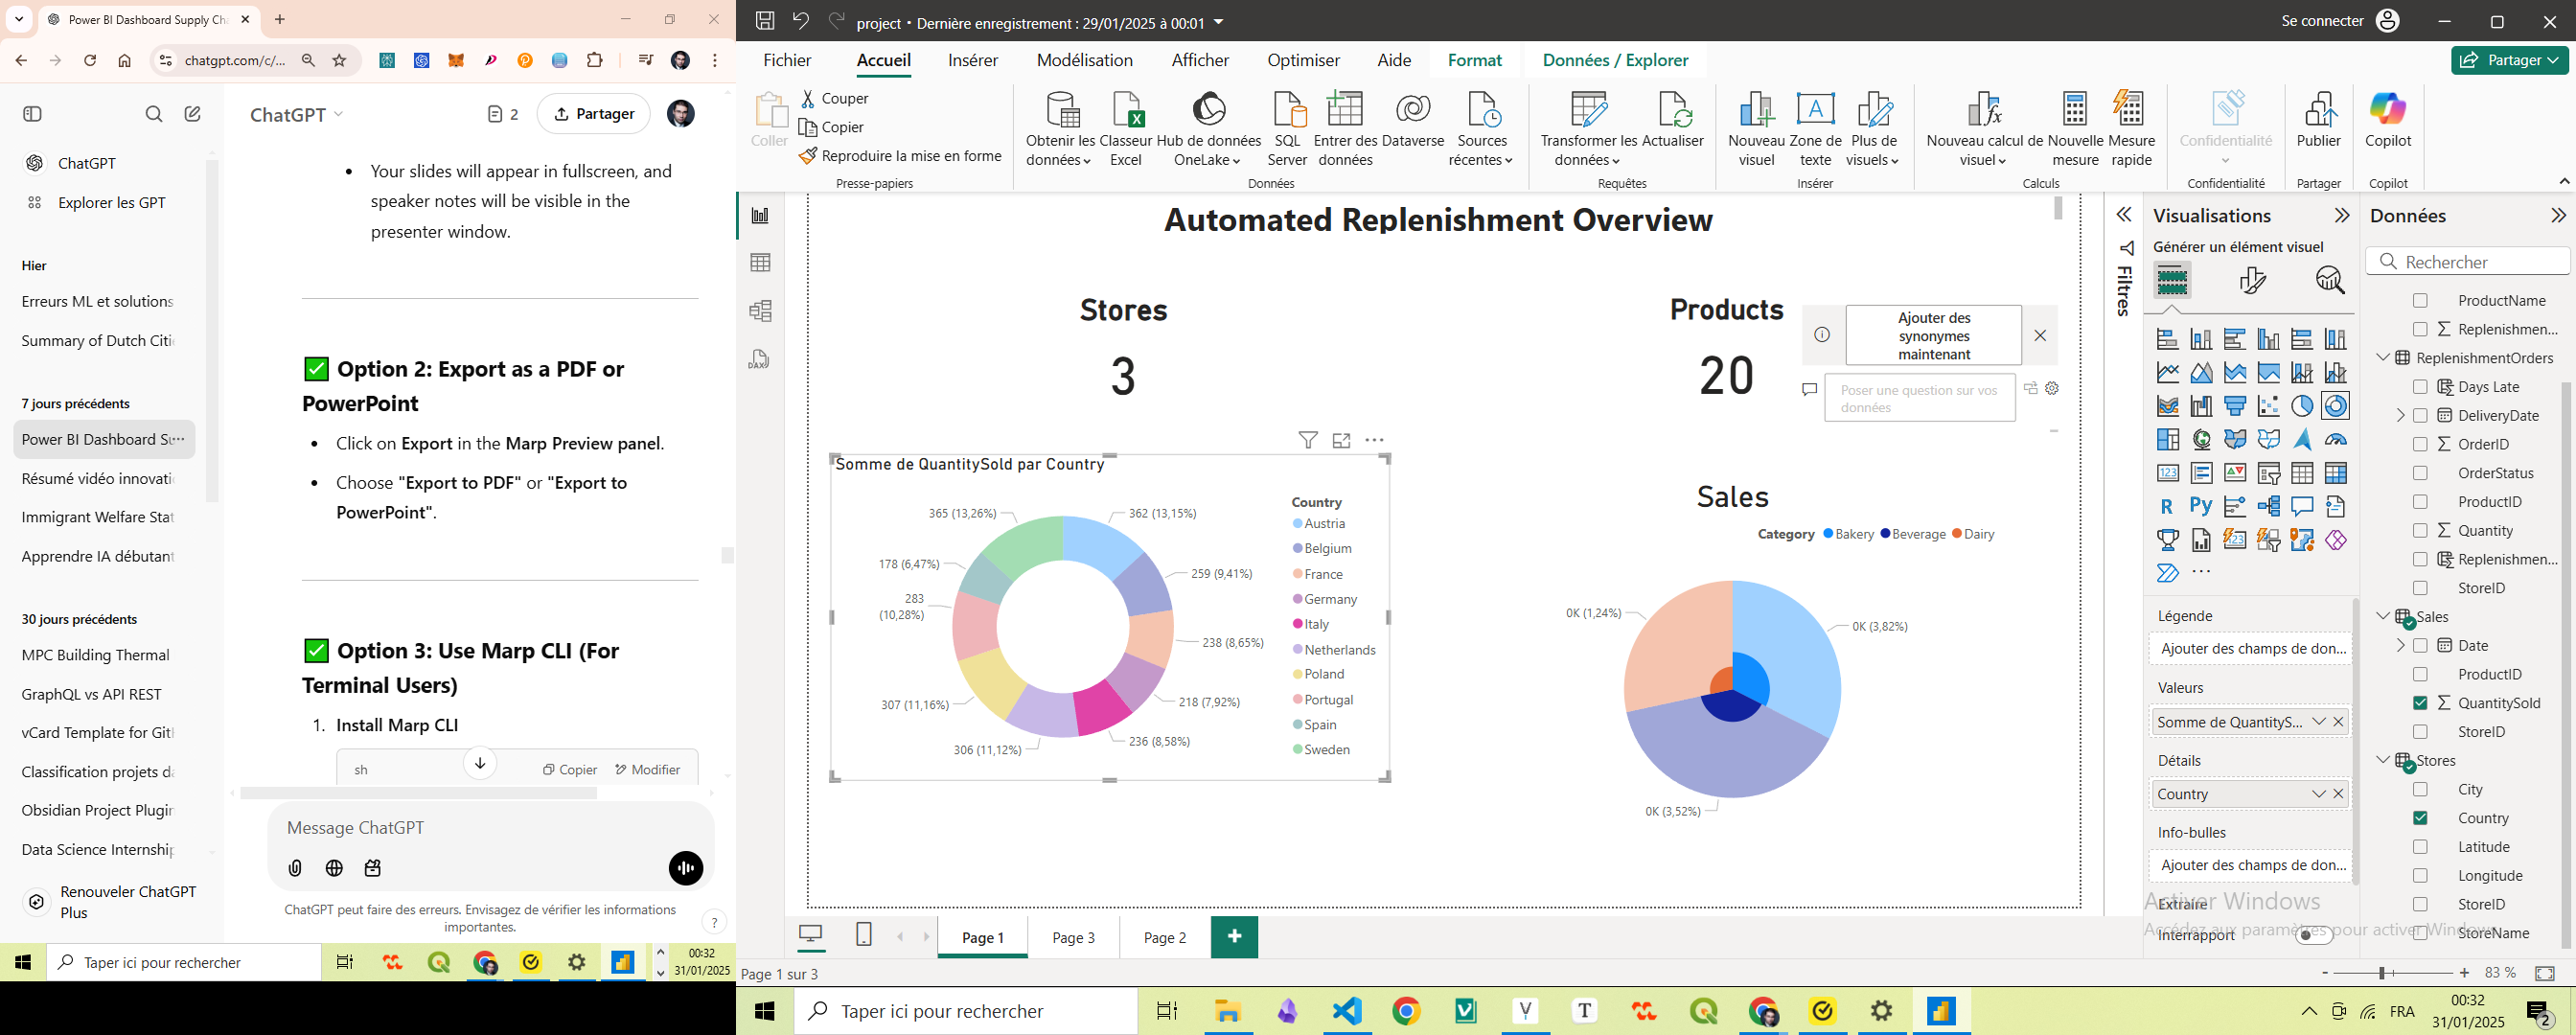 Power BI Dashboard Supply Ch
chatgpt.com/c/...
ChatGPT
2
Partager
ChatGPT
Explorer les GPT
Hier
Erreurs ML et solutions
Summary of Dutch Citi
7 jours précédents
Power BI Dashboard Su
Résumé vidéo innovati
Immigrant Welfare Stat
Apprendre IA débutant
30 jours précédents
MPC Building Thermal
GraphQL vs API REST
vCard Template for Git
Classification projets da
Obsidian Project Plugin
Data Science Internship
Renouveler ChatGPT
Plus
• Your slides will appear in fullscreen, and
speaker notes will be visible in the
presenter window.
✅ Option 2: Export as a PDF or
PowerPoint
• Click on Export in the Marp Preview panel.
• Choose "Export to PDF" or "Export to
PowerPoint".
✅ Option 3: Use Marp CLI (For
Terminal Users)
1. Install Marp CLI
sh
Copier
Modifier
Message ChatGPT
ChatGPT peut faire des erreurs. Envisagez de vérifier les informations
importantes.
?
Taper ici pour rechercher
00:32
31/01/2025
project • Dernière enregistrement : 29/01/2025 à 00:01
Se connecter
Fichier
Accueil
Insérer
Modélisation
Afficher
Optimiser
Aide
Format
Données / Explorer
Partager
Coller
Couper
Copier
Reproduire la mise en forme
Presse-papiers
Obtenir les
données
Classeur
Excel
Hub de données
OneLake
SQL
Server
Entrer des
données
Dataverse
Sources
récentes
Données
Transformer les
données
Actualiser
Requêtes
Nouveau
visuel
Zone de
texte
Plus de
visuels
Insérer
Nouveau calcul de
visuel
Nouvelle
mesure
Mesure
rapide
Calculs
Confidentialité
Confidentialité
Publier
Partager
Copilot
Copilot
Automated Replenishment Overview
Stores
3
Products
20
Ajouter des
synonymes
maintenant
Poser une question sur vos
données
Somme de QuantitySold par Country
365 (13,26%)
362 (13,15%)
178 (6,47%)
259 (9,41%)
283
(10,28%)
238 (8,65%)
307 (11,16%)
218 (7,92%)
306 (11,12%)
236 (8,58%)
Country
Austria
Belgium
France
Germany
Italy
Netherlands
Poland
Portugal
Spain
Sweden
Sales
Category Bakery Beverage Dairy
0K (1,24%)
0K (3,82%)
0K (3,52%)
Filtres
Visualisations
Générer un élément visuel
R
Py
Légende
Ajouter des champs de don...
Valeurs
Somme de QuantityS...
Détails
Country
Info-bulles
Ajouter des champs de don...
Extraire
Interrapport
Activer Windows
Accédez aux paramètres pour activer Windows.
Données
Rechercher
ProductName
Replenishmen...
ReplenishmentOrders
Days Late
DeliveryDate
OrderID
OrderStatus
ProductID
Quantity
Replenishmen...
StoreID
Sales
Date
ProductID
QuantitySold
StoreID
Stores
City
Country
Latitude
Longitude
StoreID
StoreName
Page 1
Page 3
Page 2
Page 1 sur 3
83 %
Taper ici pour rechercher
FRA
00:32
31/01/2025
2